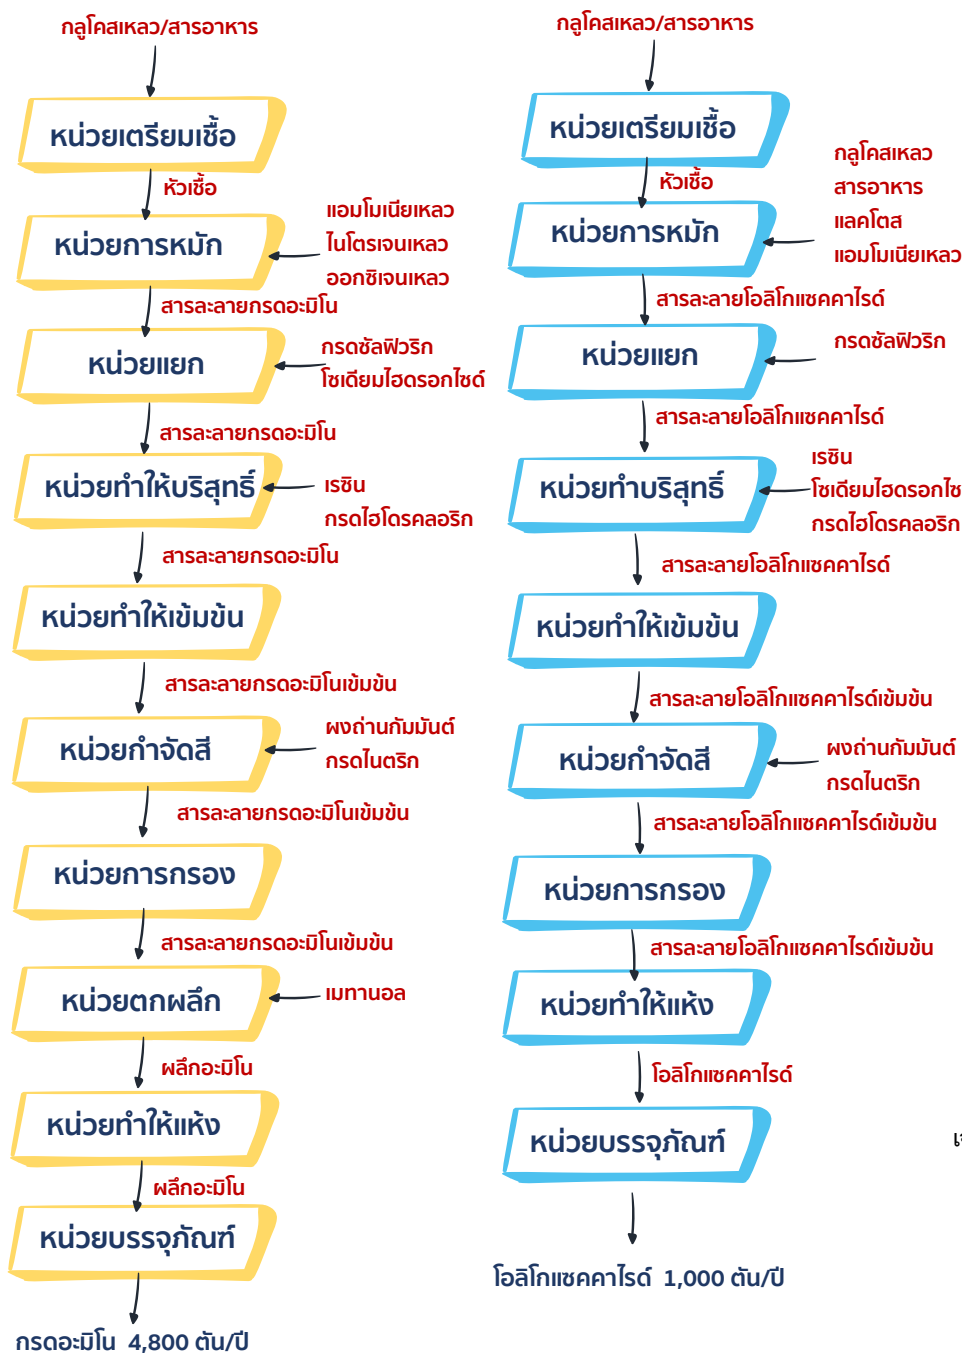 กลูโคสเหลว/สารอาหาร
หน่วยเตรียมเชื้อ
หัวเชื้อ
หน่วยการหมัก
แอมโมเนียเหลว
ไนโตรเจนเหลว
ออกซิเจนเหลว
สารละลายกรดอะมิโน
หน่วยแยก
กรดซัลฟิวริก
โซเดียมไฮดรอกไซด์
สารละลายกรดอะมิโน
หน่วยทำให้บริสุทธิ์
เรซิน
กรดไฮโดรคลอริก
สารละลายกรดอะมิโน
หน่วยทำให้เข้มข้น
สารละลายกรดอะมิโนเข้มข้น
หน่วยกำจัดสี
ผงถ่านกัมมันต์
กรดไนตริก
สารละลายกรดอะมิโนเข้มข้น
หน่วยการกรอง
สารละลายกรดอะมิโนเข้มข้น
หน่วยตกผลึก
เมทานอล
ผลึกอะมิโน
หน่วยทำให้แห้ง
ผลึกอะมิโน
หน่วยบรรจุภัณฑ์
กรดอะมิโน 4,800 ตัน/ปี
กลูโคสเหลว/สารอาหาร
หน่วยเตรียมเชื้อ
หัวเชื้อ
หน่วยการหมัก
กลูโคสเหลว
สารอาหาร
แลคโตส
แอมโมเนียเหลว
สารละลายโอลิโกแซคคาไรด์
หน่วยแยก
กรดซัลฟิวริก
สารละลายโอลิโกแซคคาไรด์
หน่วยทำบริสุทธิ์
เรซิน
โซเดียมไฮดรอกไซ
กรดไฮโดรคลอริก
สารละลายโอลิโกแซคคาไรด์
หน่วยทำให้เข้มข้น
สารละลายโอลิโกแซคคาไรด์เข้มข้น
หน่วยกำจัดสี
ผงถ่านกัมมันต์
กรดไนตริก
สารละลายโอลิโกแซคคาไรด์เข้มข้น
หน่วยการกรอง
สารละลายโอลิโกแซคคาไรด์เข้มข้น
หน่วยทำให้แห้ง
โอลิโกแซคคาไรด์
หน่วยบรรจุภัณฑ์
โอลิโกแซคคาไรด์ 1,000 ตัน/ปี